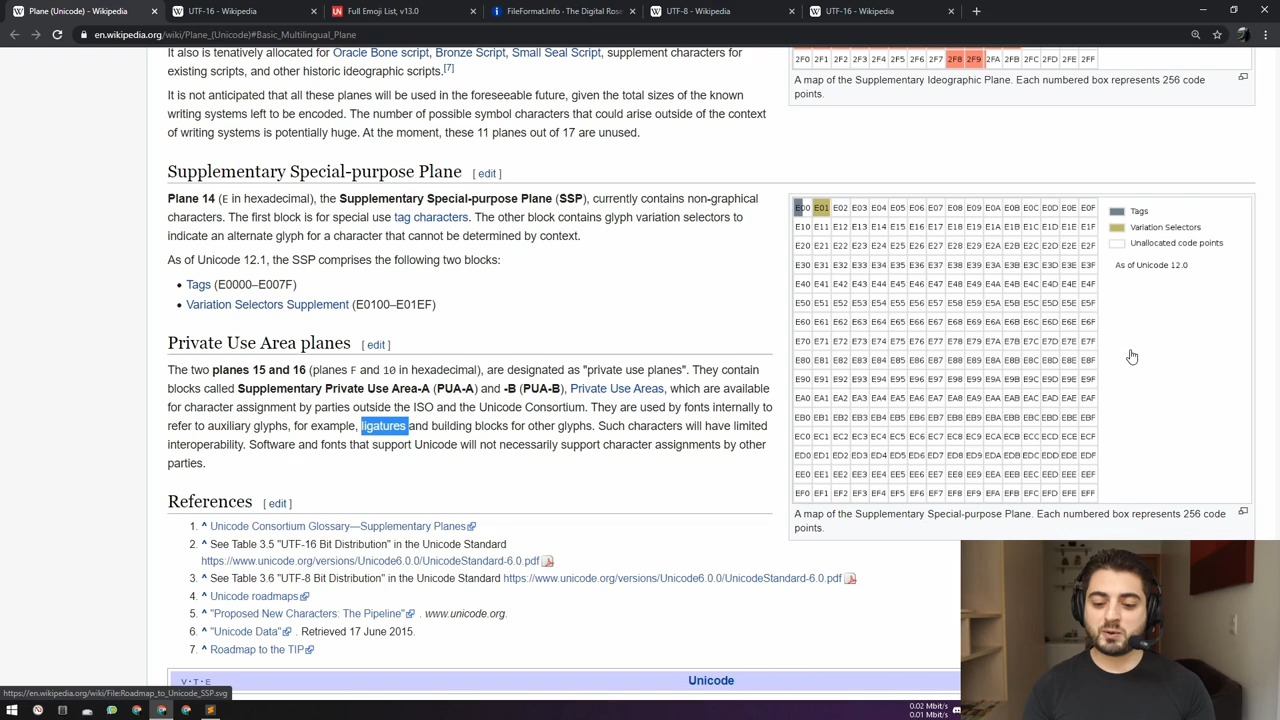 Plane (Unicode) - Wikipedia
UTF-16 - Wikipedia
Full Emoji List, v13.0
FileFormat.Info - The Digital Rose
UTF-8 - Wikipedia
UTF-16 - Wikipedia
en.wikipedia.org/wiki/Plane_(Unicode)#Basic_Multilingual_Plane
It also is tenatively allocated for Oracle Bone script, Bronze Script, Small Seal Script, supplement characters for
existing scripts, and other historic ideographic scripts.[7]
It is not anticipated that all these planes will be used in the foreseeable future, given the total sizes of the known
writing systems left to be encoded. The number of possible symbol characters that could arise outside of the context
of writing systems is potentially huge. At the moment, these 11 planes out of 17 are unused.
2F0 2F1 2F2 2F3 2F4 2F5 2F6 2F7 2F8 2F9 2FA 2FB 2FC 2FD 2FE 2FF
A map of the Supplementary Ideographic Plane. Each numbered box represents 256 code
points.
Supplementary Special-purpose Plane [ edit ]
Plane 14 (E in hexadecimal), the Supplementary Special-purpose Plane (SSP), currently contains non-graphical
characters. The first block is for special use tag characters. The other block contains glyph variation selectors to
indicate an alternate glyph for a character that cannot be determined by context.
As of Unicode 12.1, the SSP comprises the following two blocks:
• Tags (E0000–E007F)
• Variation Selectors Supplement (E0100–E01EF)
E00 E01 E02 E03 E04 E05 E06 E07 E08 E09 E0A E0B E0C E0D E0E E0F
E10 E11 E12 E13 E14 E15 E16 E17 E18 E19 E1A E1B E1C E1D E1E E1F
E20 E21 E22 E23 E24 E25 E26 E27 E28 E29 E2A E2B E2C E2D E2E E2F
E30 E31 E32 E33 E34 E35 E36 E37 E38 E39 E3A E3B E3C E3D E3E E3F
E40 E41 E42 E43 E44 E45 E46 E47 E48 E49 E4A E4B E4C E4D E4E E4F
E50 E51 E52 E53 E54 E55 E56 E57 E58 E59 E5A E5B E5C E5D E5E E5F
E60 E61 E62 E63 E64 E65 E66 E67 E68 E69 E6A E6B E6C E6D E6E E6F
E70 E71 E72 E73 E74 E75 E76 E77 E78 E79 E7A E7B E7C E7D E7E E7F
E80 E81 E82 E83 E84 E85 E86 E87 E88 E89 E8A E8B E8C E8D E8E E8F
E90 E91 E92 E93 E94 E95 E96 E97 E98 E99 E9A E9B E9C E9D E9E E9F
EA0 EA1 EA2 EA3 EA4 EA5 EA6 EA7 EA8 EA9 EAA EAB EAC EAD EAE EAF
EB0 EB1 EB2 EB3 EB4 EB5 EB6 EB7 EB8 EB9 EBA EBB EBC EBD EBE EBF
EC0 EC1 EC2 EC3 EC4 EC5 EC6 EC7 EC8 EC9 ECA ECB ECC ECD ECE ECF
ED0 ED1 ED2 ED3 ED4 ED5 ED6 ED7 ED8 ED9 EDA EDB EDC EDD EDE EDF
EE0 EE1 EE2 EE3 EE4 EE5 EE6 EE7 EE8 EE9 EEA EEB EEC EED EEE EEF
EF0 EF1 EF2 EF3 EF4 EF5 EF6 EF7 EF8 EF9 EFA EFB EFC EFD EFE EFF
Tags
Variation Selectors
Unallocated code points
As of Unicode 12.0
A map of the Supplementary Special-purpose Plane. Each numbered box represents 256 code
points.
Private Use Area planes [ edit ]
The two planes 15 and 16 (planes F and 10 in hexadecimal), are designated as "private use planes". They contain
blocks called Supplementary Private Use Area-A (PUA-A) and -B (PUA-B), Private Use Areas, which are available
for character assignment by parties outside the ISO and the Unicode Consortium. They are used by fonts internally to
refer to auxiliary glyphs, for example, ligatures and building blocks for other glyphs. Such characters will have limited
interoperability. Software and fonts that support Unicode will not necessarily support character assignments by other
parties.
References [ edit ]
1. ^ Unicode Consortium Glossary—Supplementary Planes
2. ^ See Table 3.5 "UTF-16 Bit Distribution" in the Unicode Standard
https://www.unicode.org/versions/Unicode6.0.0/UnicodeStandard-6.0.pdf
3. ^ See Table 3.6 "UTF-8 Bit Distribution" in the Unicode Standard https://www.unicode.org/versions/Unicode6.0.0/UnicodeStandard-6.0.pdf
4. ^ Unicode roadmaps
5. ^ "Proposed New Characters: The Pipeline" . www.unicode.org.
6. ^ "Unicode Data" . Retrieved 17 June 2015.
7. ^ Roadmap to the TIP
V·T·E
Unicode
https://en.wikipedia.org/wiki/File:Roadmap_to_Unicode_SSP.svg
0.02 Mbit/s
0.01 Mbit/s